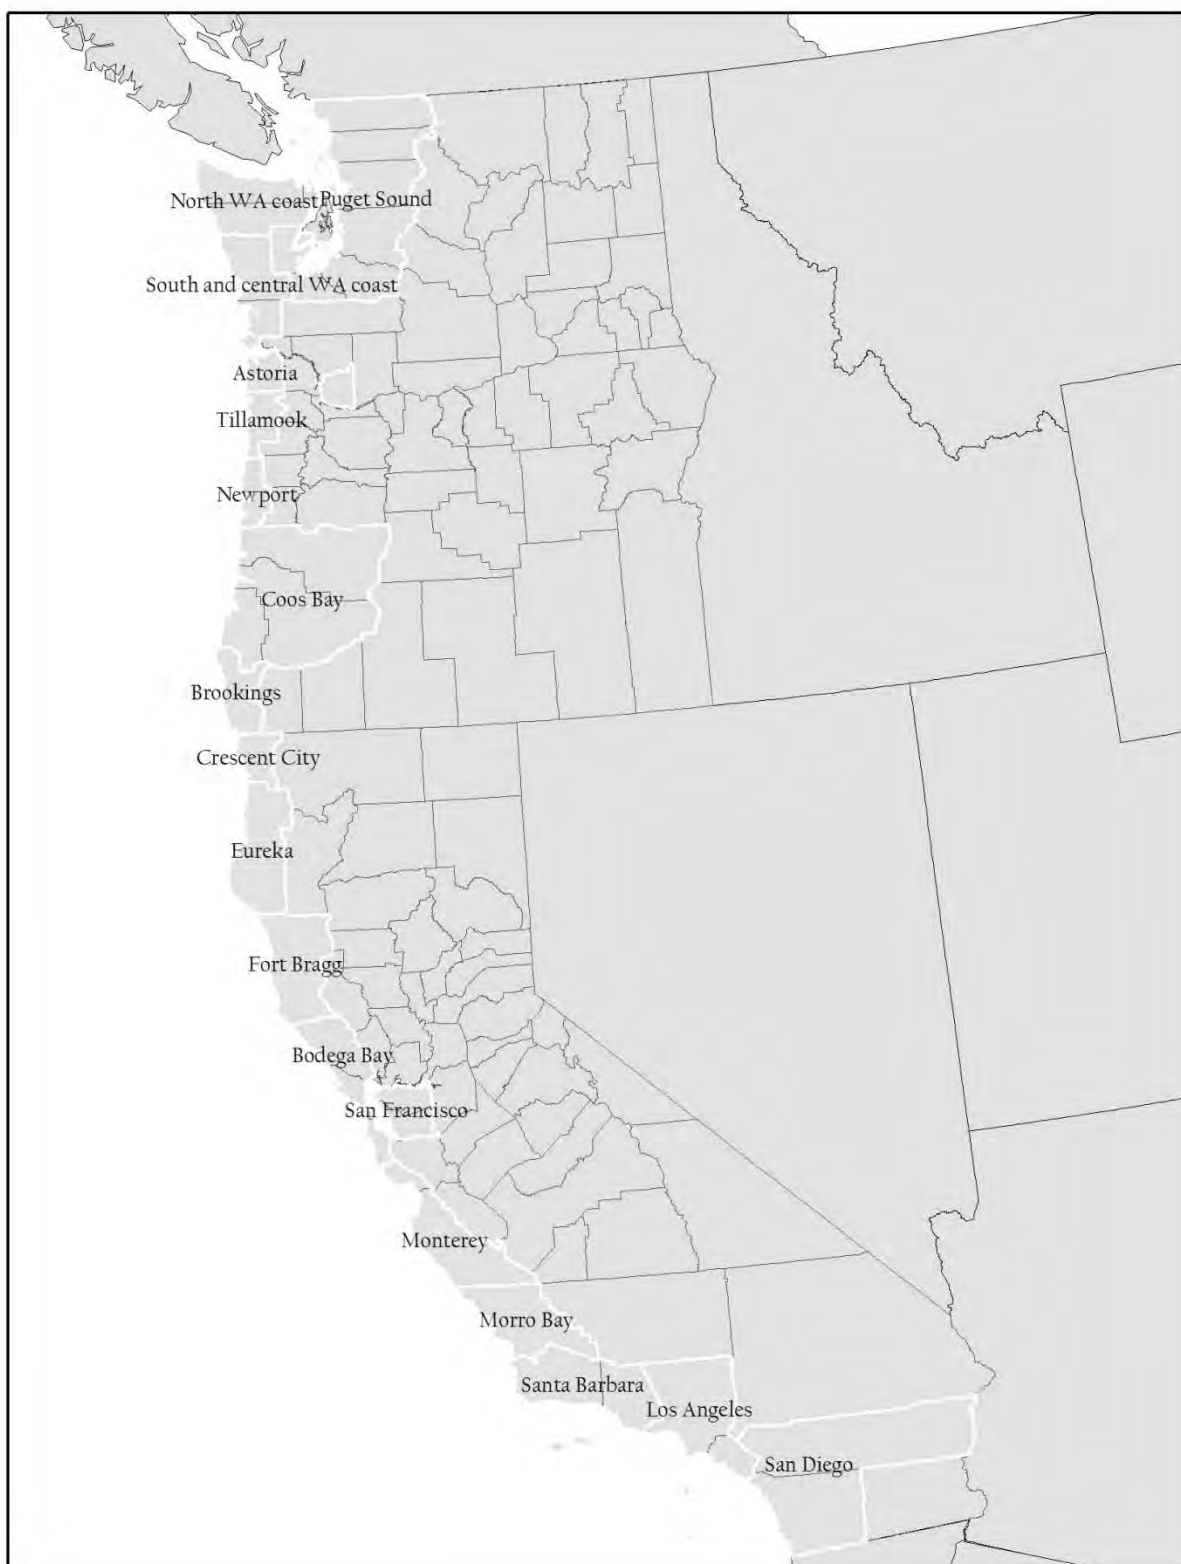 North WA coast
Puget Sound
South and central WA coast
Astoria
Tillamook
Newport
Coos Bay
Brookings
Crescent City
Eureka
Fort Bragg
Bodega Bay
San Francisco
Monterey
Morro Bay
Santa Barbara
Los Angeles
San Diego